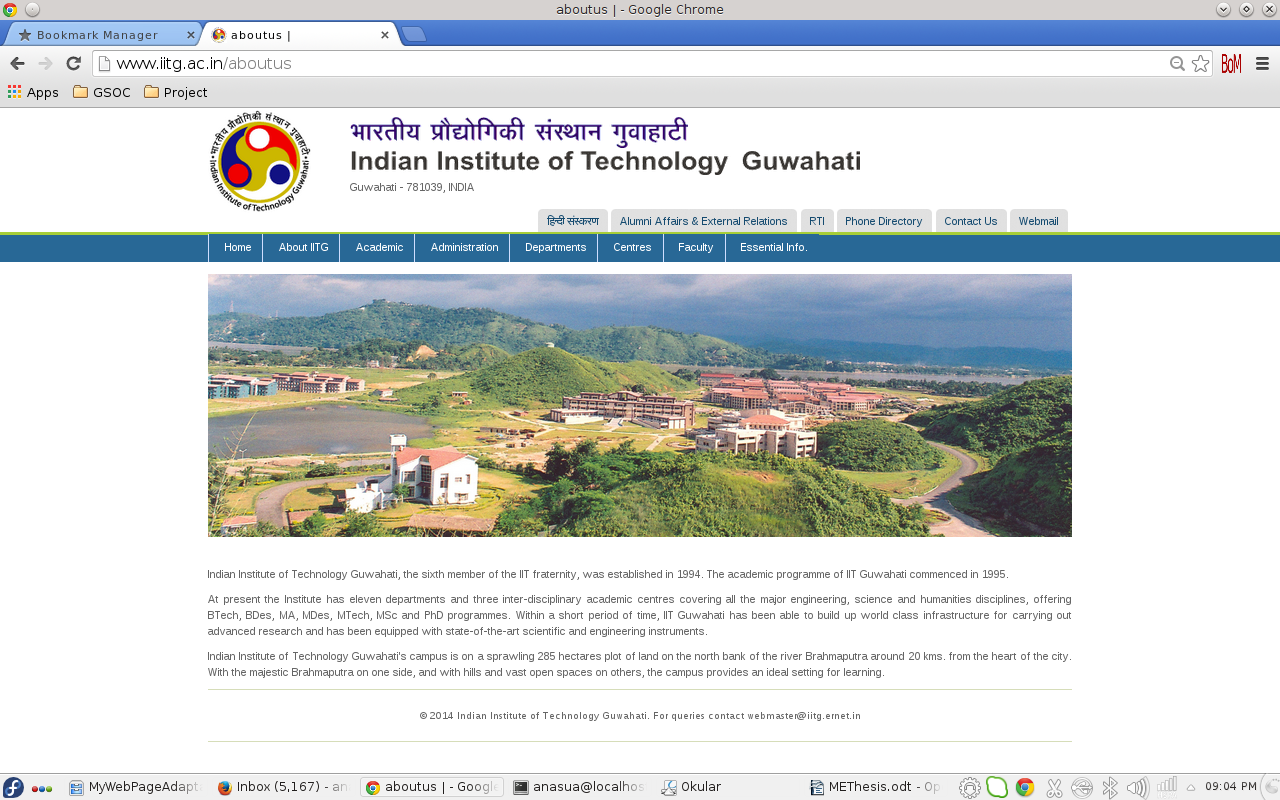 aboutus | - Google Chrome
Bookmark Manager
aboutus |
www.iitg.ac.in/aboutus
BoM
Apps GSOC Project
भारतीय प्रौद्योगिकी संस्थान गुवाहाटी
Indian Institute of Technology Guwahati
भारतीय प्रौद्योगिकी संस्थान गुवाहाटी
Indian Institute of Technology Guwahati
Guwahati - 781039, INDIA
हिन्दी संस्करण Alumni Affairs & External Relations RTI Phone Directory Contact Us Webmail
Home About IITG Academic Administration Departments Centres Faculty Essential Info.
Indian Institute of Technology Guwahati, the sixth member of the IIT fraternity, was established in 1994. The academic programme of IIT Guwahati commenced in 1995.
At present the Institute has eleven departments and three inter-disciplinary academic centres covering all the major engineering, science and humanities disciplines, offering
BTech, BDes, MA, MDes, MTech, MSc and PhD programmes. Within a short period of time, IIT Guwahati has been able to build up world class infrastructure for carrying out
advanced research and has been equipped with state-of-the-art scientific and engineering instruments.
Indian Institute of Technology Guwahati's campus is on a sprawling 285 hectares plot of land on the north bank of the river Brahmaputra around 20 kms. from the heart of the city.
With the majestic Brahmaputra on one side, and with hills and vast open spaces on others, the campus provides an ideal setting for learning.
© 2014 Indian Institute of Technology Guwahati. For queries contact webmaster@iitg.ernet.in
MyWebPageAdapt Inbox (5,167) - an aboutus | - Google anasua@localhos Okular METhesis.odt - Op 09:04 PM